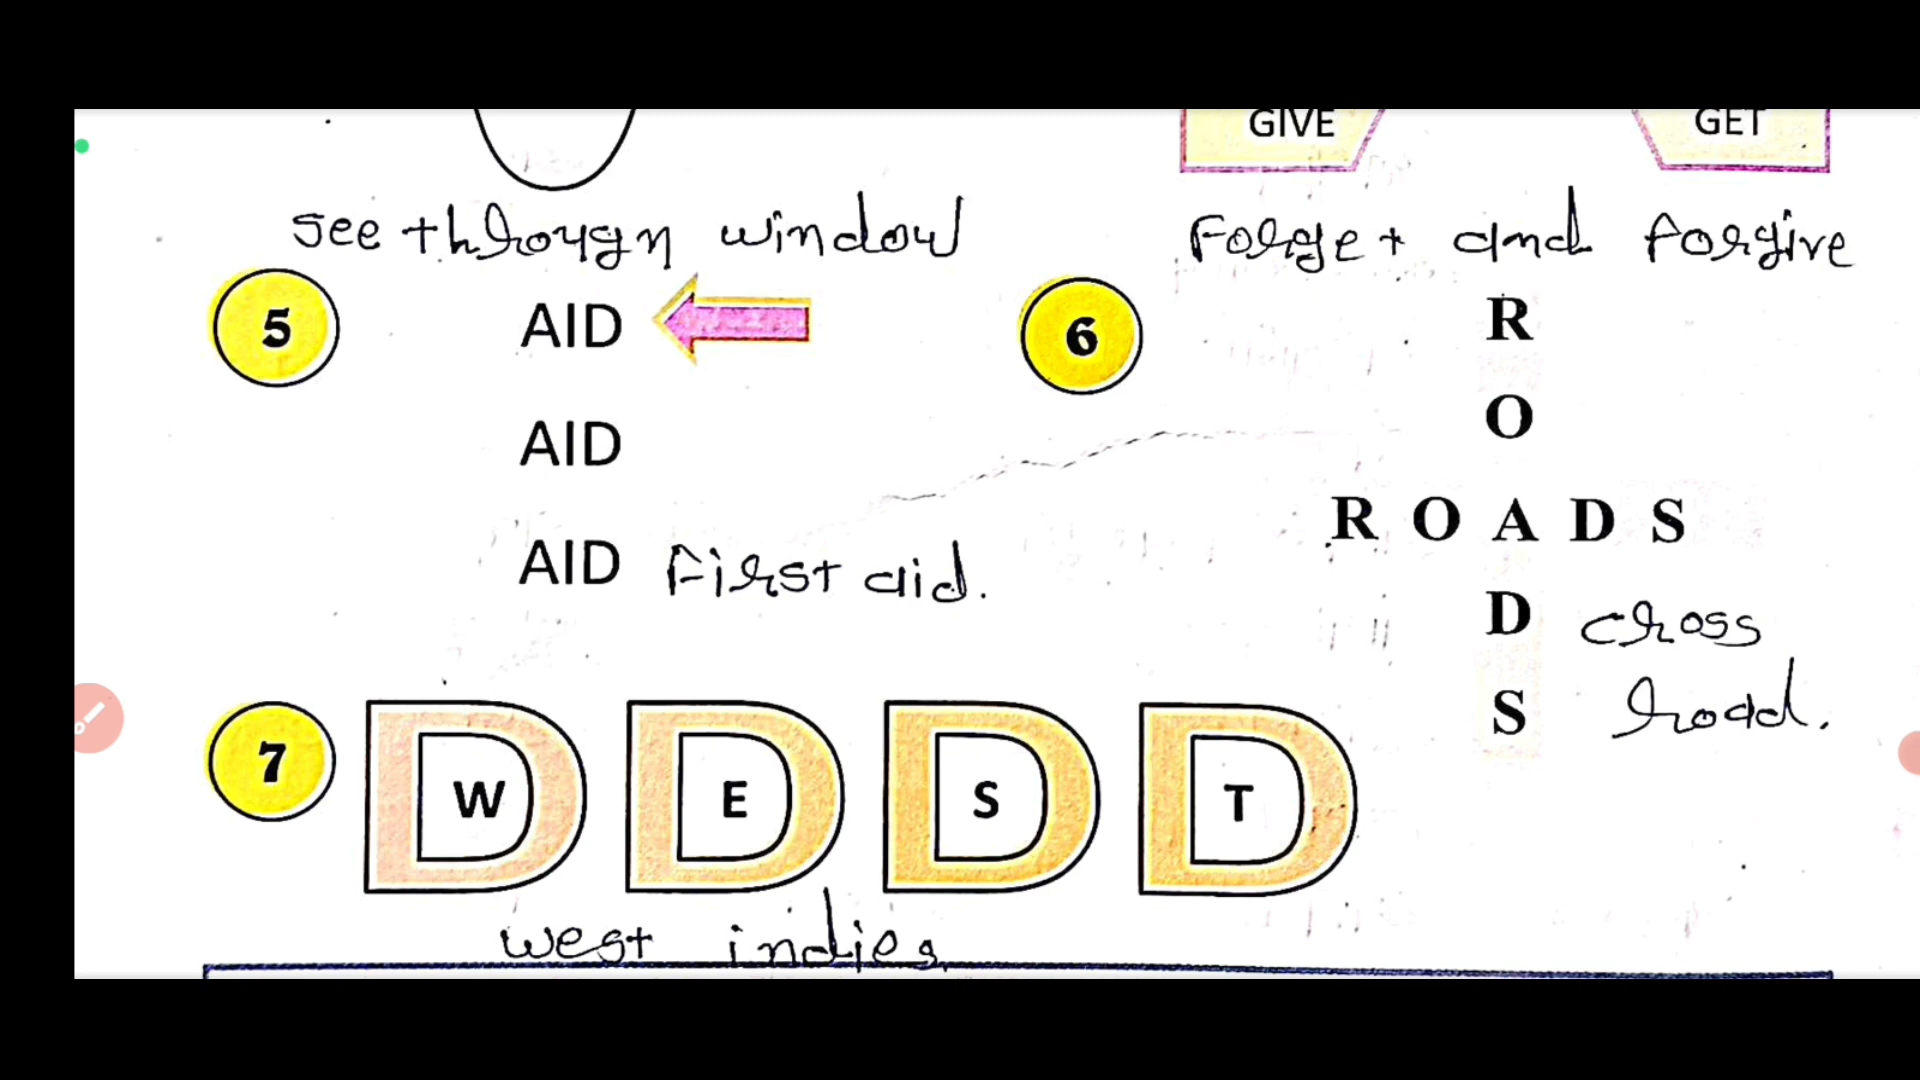 GIVE GET
see through window
Forget and forgive
5 AID 6 R
O
AID
R O A D S
AID First aid.
D cross
S road.
7 W E S T
west indies